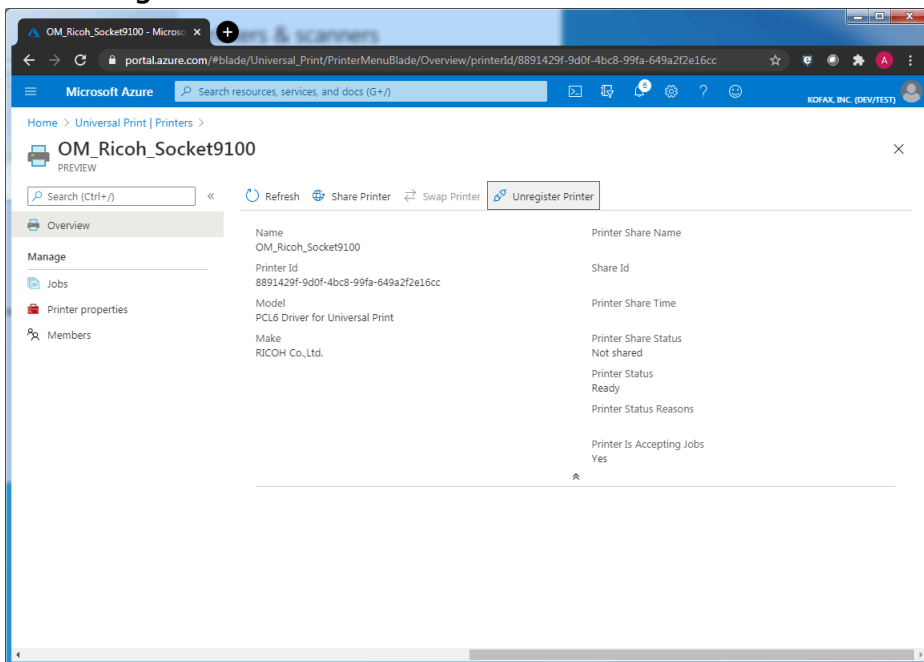 OM_Ricoh_Socket9100 - Micros
portal.azure.com/#blade/Universal_Print/PrinterMenuBlade/Overview/printerId/8891429f-9d0f-4bc8-99fa-649a2f2e16cc
A
Microsoft Azure
Search resources, services, and docs (G+/)
6
KOFAX, INC. (DEV/TEST)
Home > Universal Print | Printers >
OM_Ricoh_Socket9100
PREVIEW
Search (Ctrl+/)
Refresh Share Printer Swap Printer Unregister Printer
Overview
Manage
Jobs
Printer properties
Members
Name
OM_Ricoh_Socket9100
Printer Id
8891429f-9d0f-4bc8-99fa-649a2f2e16cc
Model
PCL6 Driver for Universal Print
Make
RICOH Co.,Ltd.
Printer Share Name
Share Id
Printer Share Time
Printer Share Status
Not shared
Printer Status
Ready
Printer Status Reasons
Printer Is Accepting Jobs
Yes